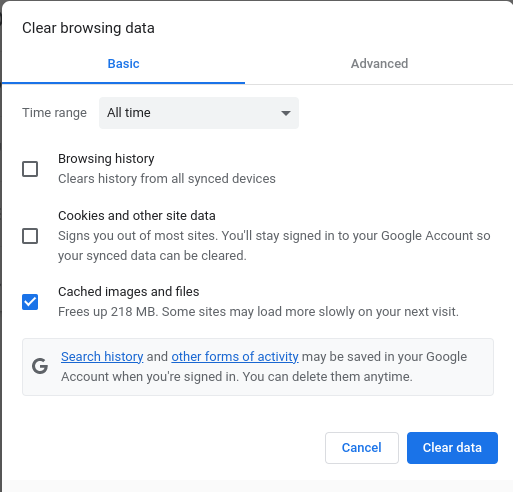 Clear browsing data
Basic
Advanced
Time range
All time
Browsing history
Clears history from all synced devices
Cookies and other site data
Signs you out of most sites. You'll stay signed in to your Google Account so
your synced data can be cleared.
Cached images and files
Frees up 218 MB. Some sites may load more slowly on your next visit.
G
Search history and other forms of activity may be saved in your Google
Account when you're signed in. You can delete them anytime.
Cancel
Clear data